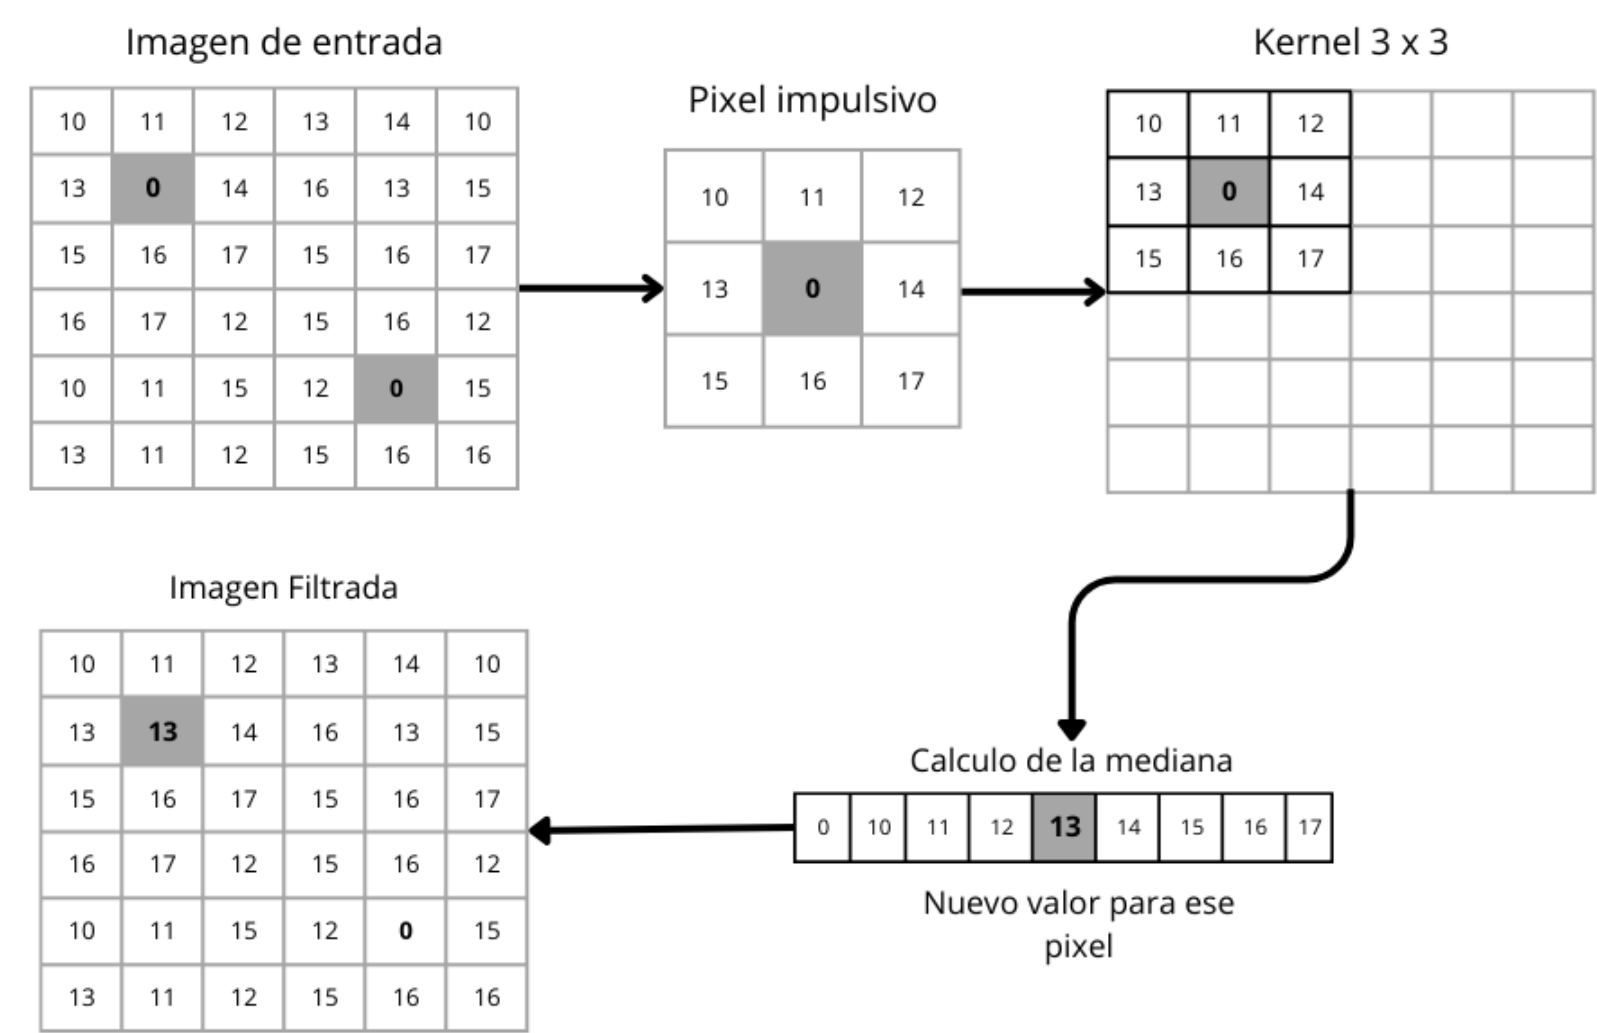 Imagen de entrada
10 11 12 13 14 10
13 0 14 16 13 15
15 16 17 15 16 17
16 17 12 15 16 12
10 11 15 12 0 15
13 11 12 15 16 16
Pixel impulsivo
10 11 12
13 0 14
15 16 17
Kernel 3 x 3
10 11 12
13 0 14
15 16 17
Calculo de la mediana
0 10 11 12 13 14 15 16 17
Nuevo valor para ese
pixel
Imagen Filtrada
10 11 12 13 14 10
13 13 14 16 13 15
15 16 17 15 16 17
16 17 12 15 16 12
10 11 15 12 0 15
13 11 12 15 16 16